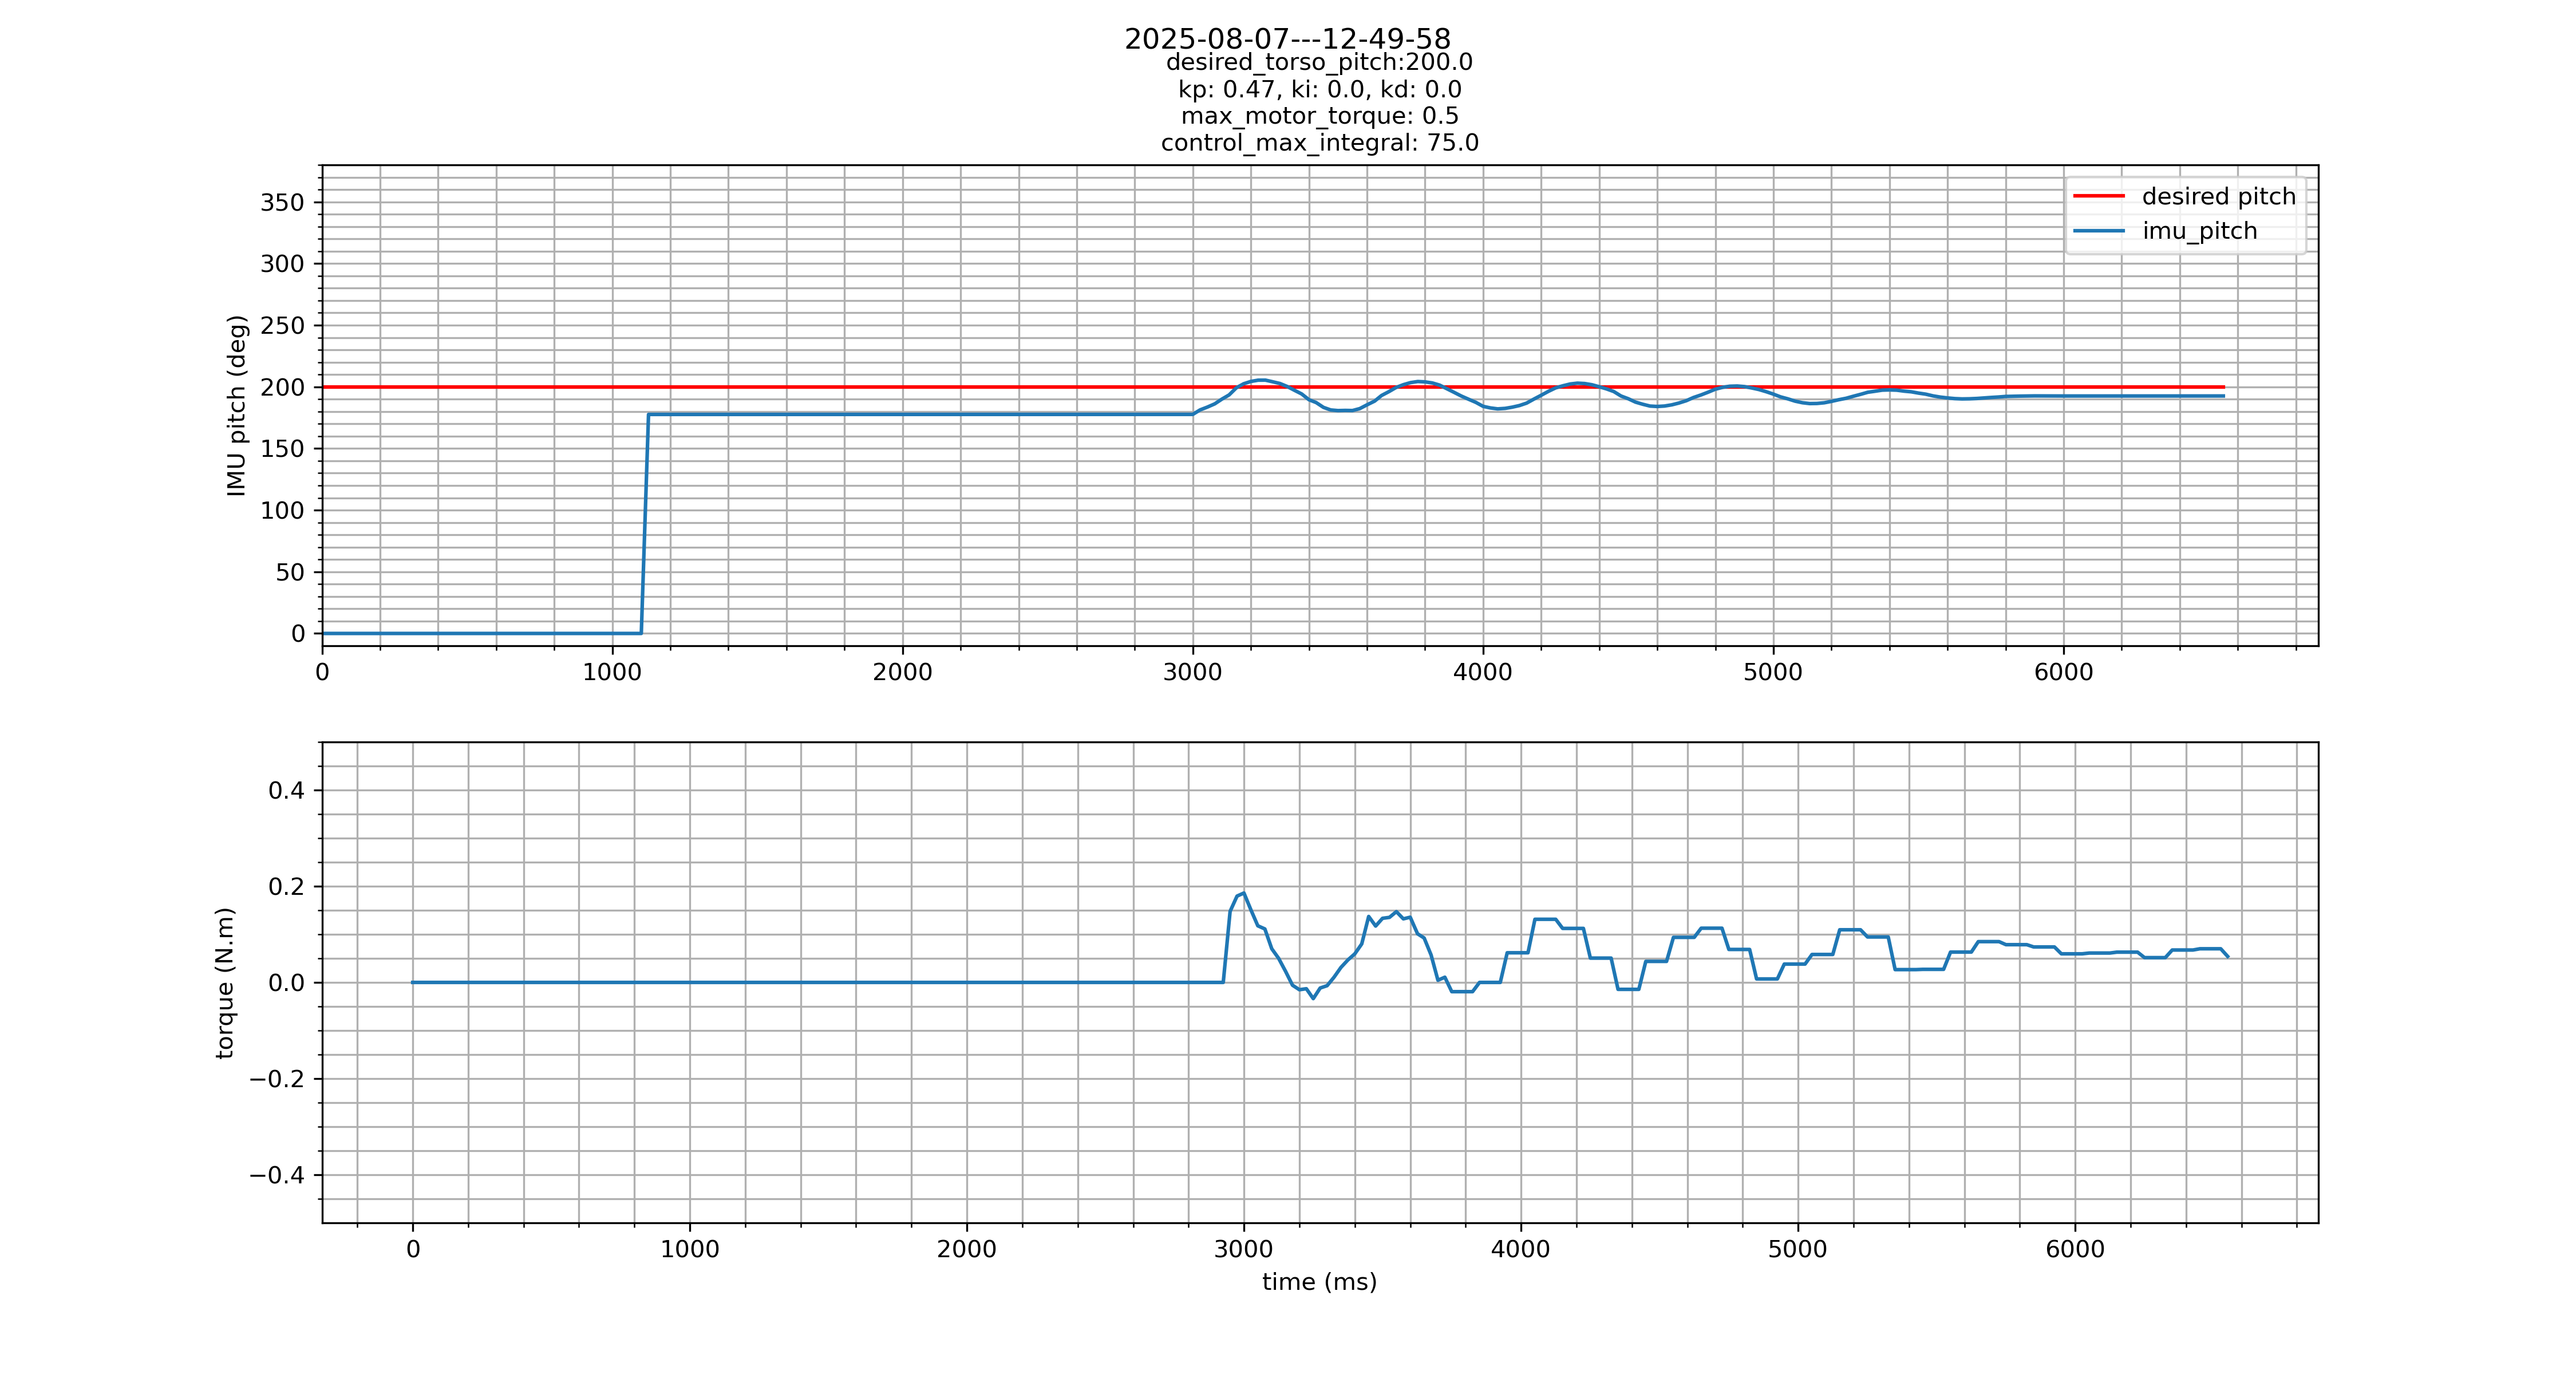 2025-08-07---12-49-58
desired_torso_pitch:200.0
kp: 0.47, ki: 0.0, kd: 0.0
max_motor_torque: 0.5
control_max_integral: 75.0
desired pitch
imu_pitch
IMU pitch (deg)
350
300
250
200
150
100
50
0
0 1000 2000 3000 4000 5000 6000
torque (N.m)
0.4
0.2
0.0
−0.2
−0.4
0 1000 2000 3000 4000 5000 6000
time (ms)